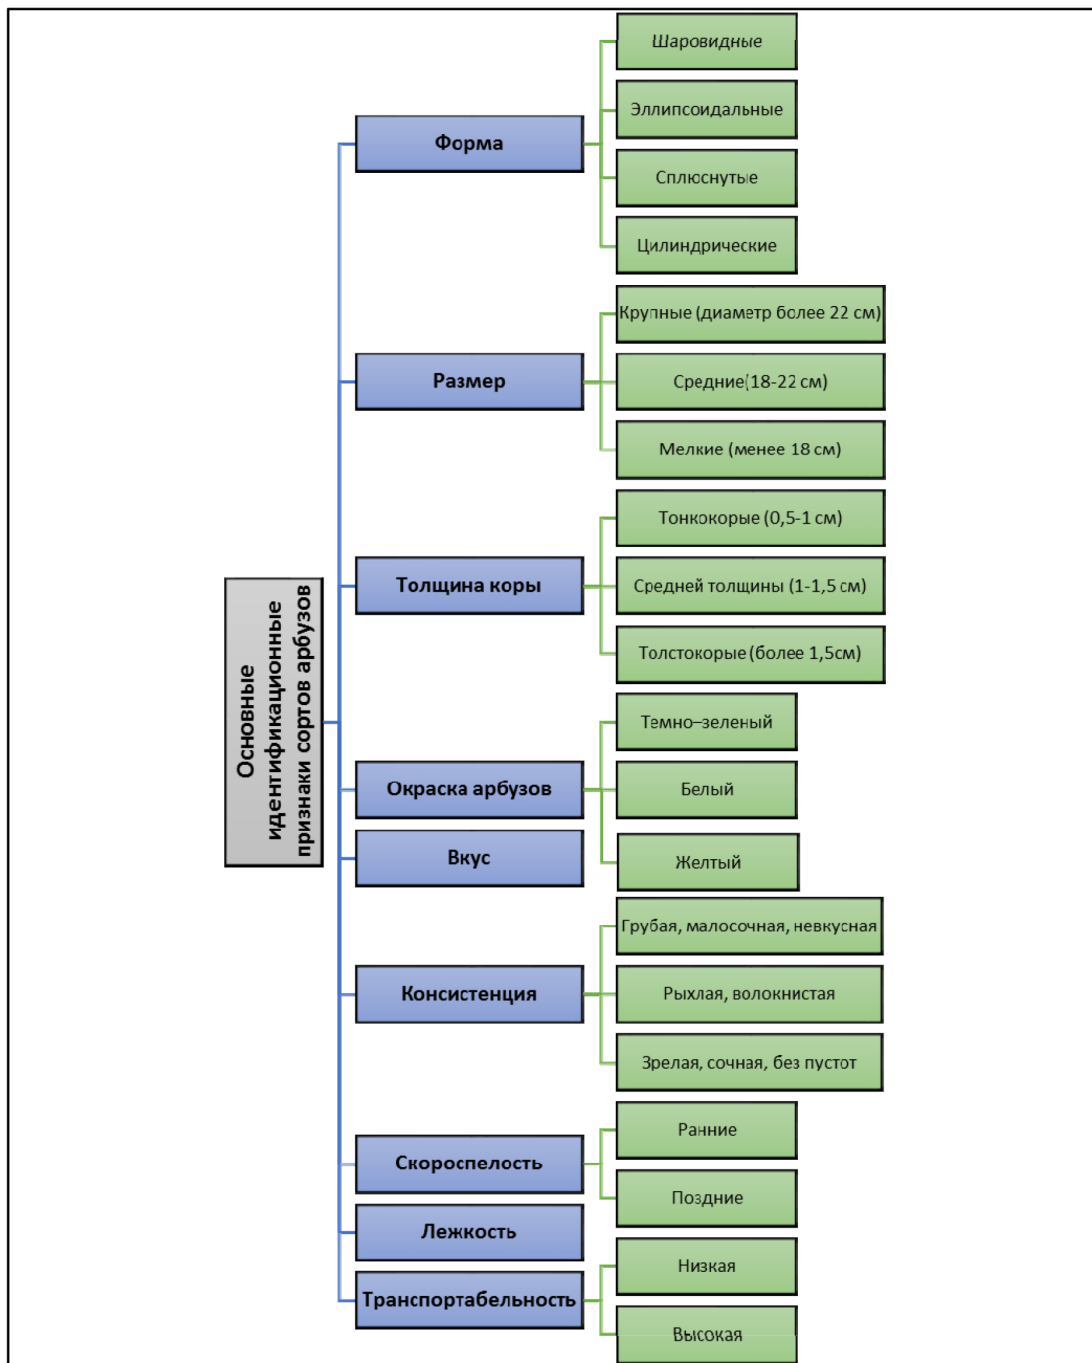 Основные
идентификационные
признаки сортов арбузов
Форма
Шаровидные
Эллипсоидальные
Сплюснутые
Цилиндрические
Размер
Крупные (диаметр более 22 см)
Средние(18-22 см)
Мелкие (менее 18 см)
Толщина коры
Тонкокорые (0,5-1 см)
Средней толщины (1-1,5 см)
Толстокорые (более 1,5см)
Окраска арбузов
Темно–зеленый
Белый
Желтый
Вкус
Консистенция
Грубая, малосочная, невкусная
Рыхлая, волокнистая
Зрелая, сочная, без пустот
Скороспелость
Ранние
Поздние
Лежкость
Транспортабельность
Низкая
Высокая